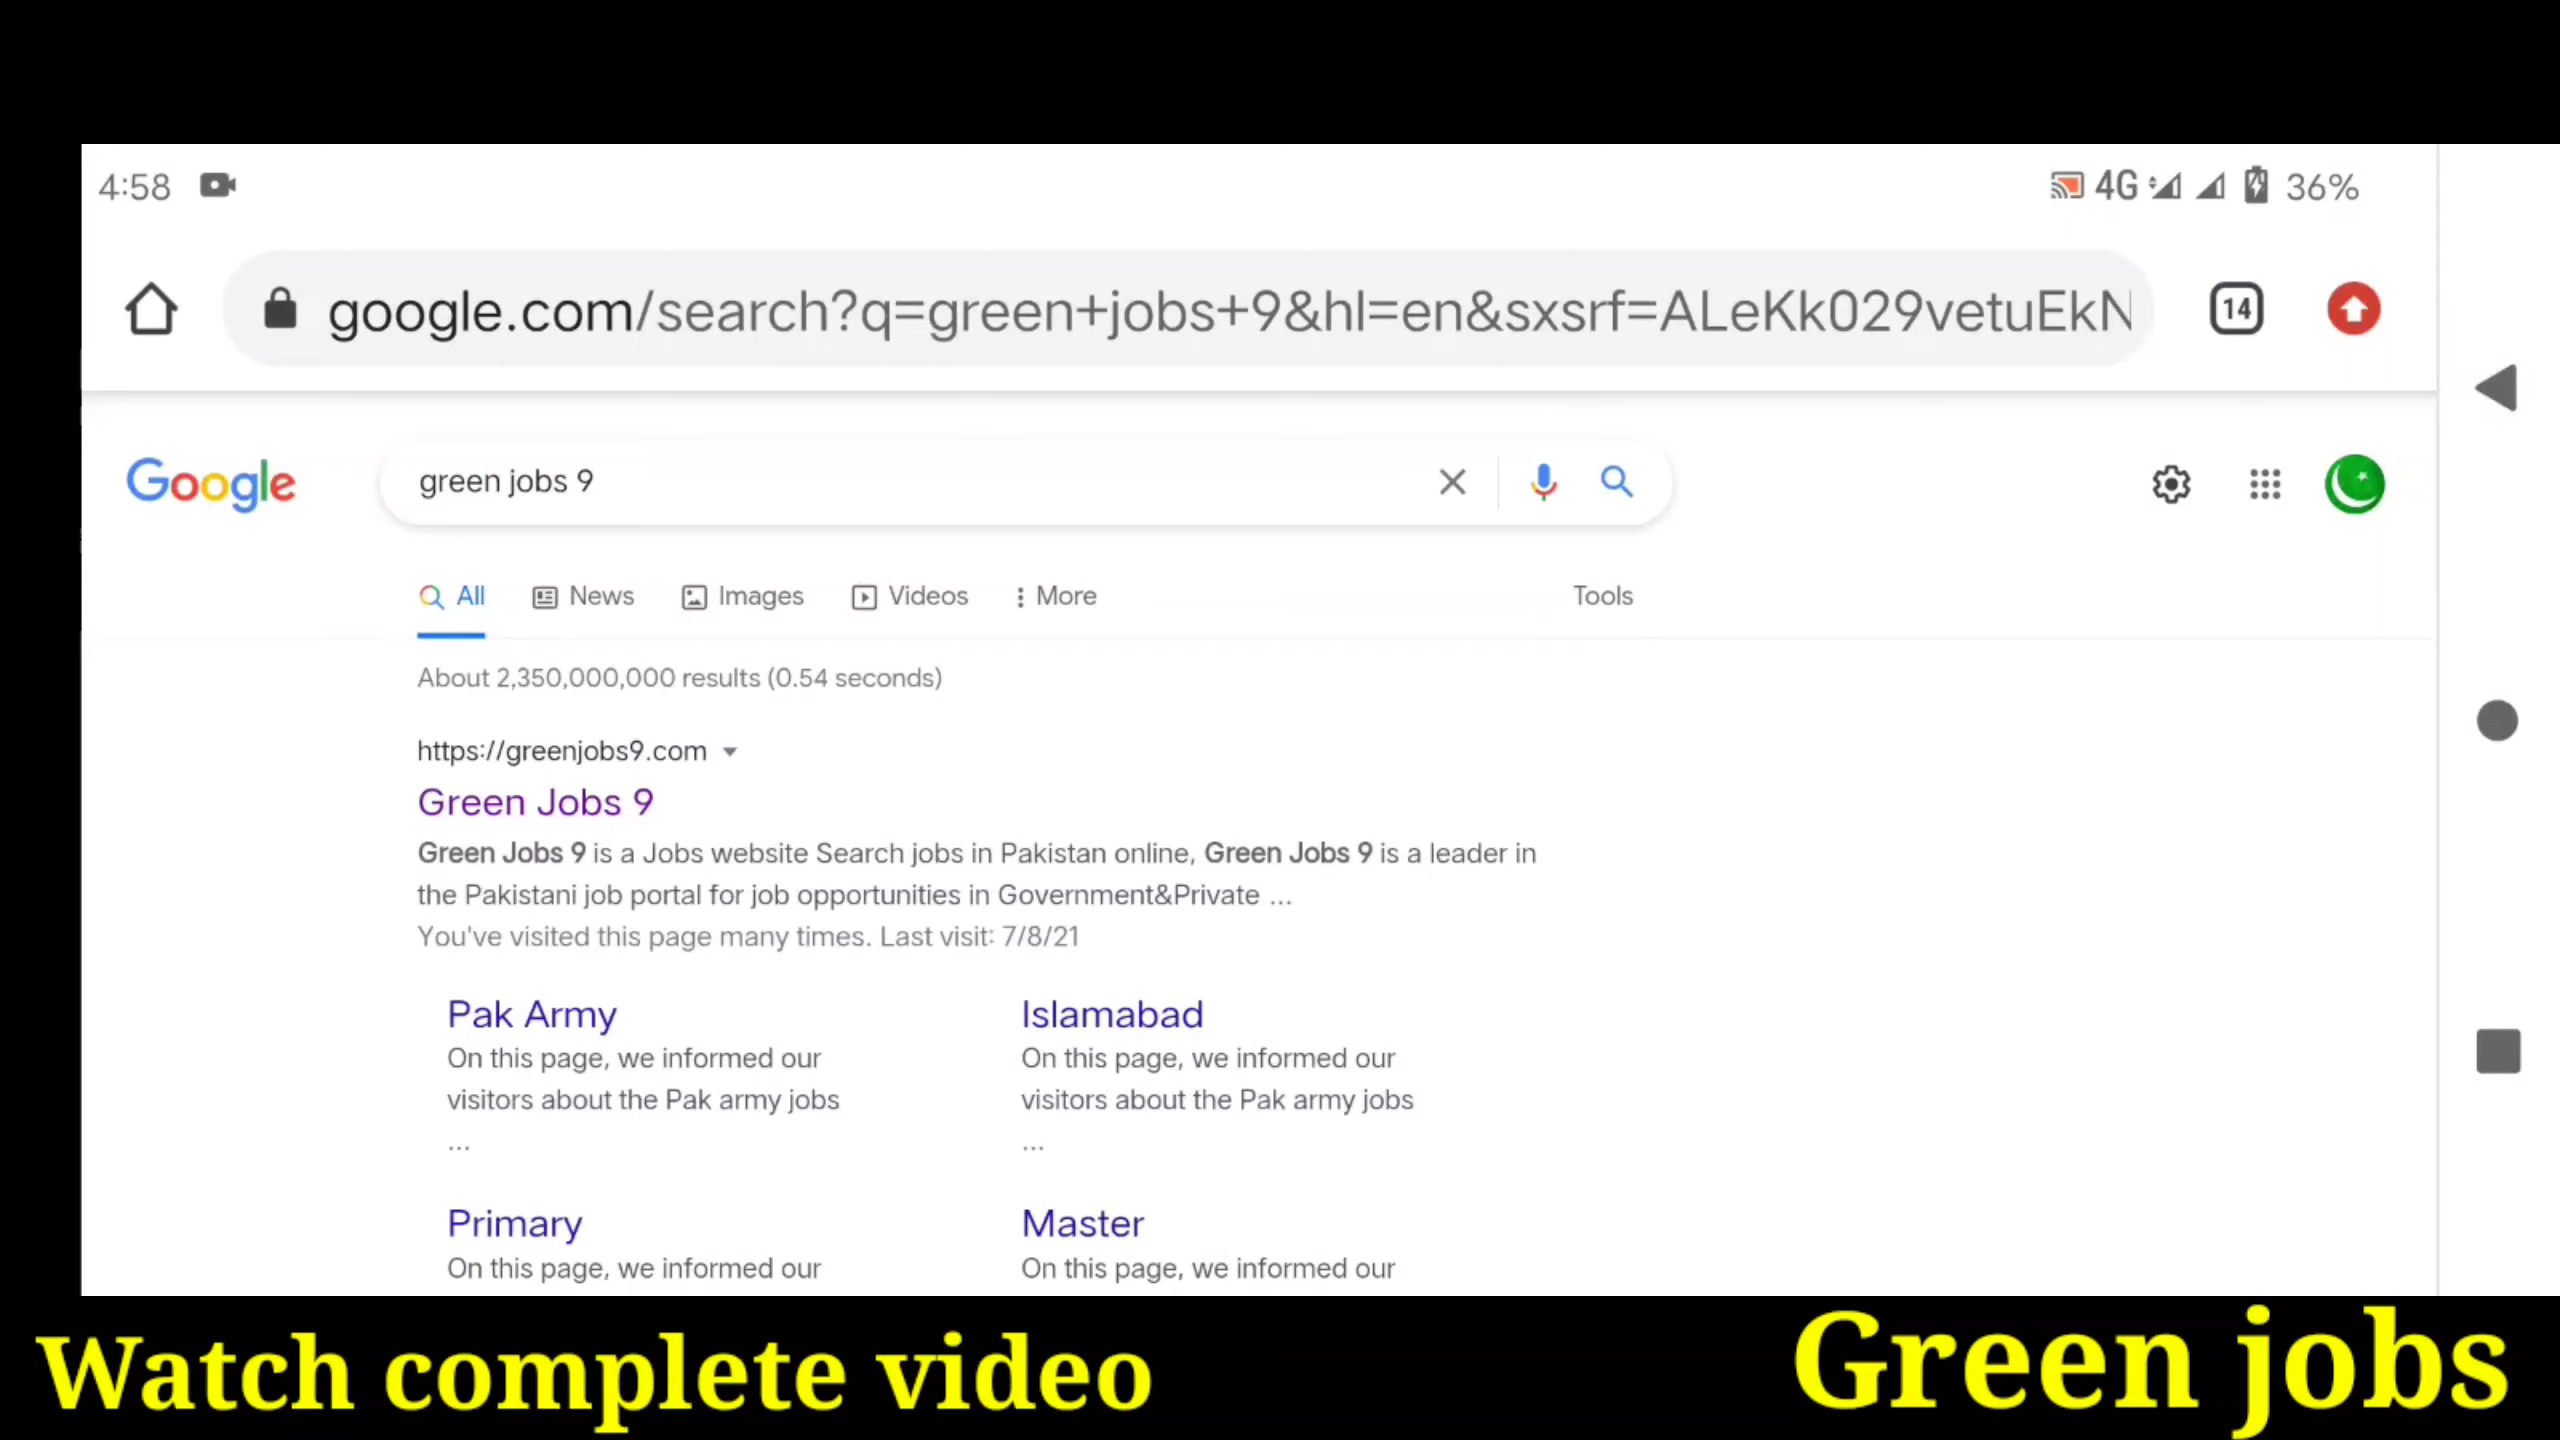 4:58 4G 36%
google.com/search?q=green+jobs+9&hl=en&sxsrf=ALeKk029vetuEkN 14
Google green jobs 9
All News Images Videos More Tools
About 2,350,000,000 results (0.54 seconds)
https://greenjobs9.com
Green Jobs 9
Green Jobs 9 is a Jobs website Search jobs in Pakistan online, Green Jobs 9 is a leader in
the Pakistani job portal for job opportunities in Government&Private ...
You've visited this page many times. Last visit: 7/8/21
Pak Army
On this page, we informed our
visitors about the Pak army jobs
...
Islamabad
On this page, we informed our
visitors about the Pak army jobs
...
Primary
On this page, we informed our
Master
On this page, we informed our
Watch complete video
Green jobs